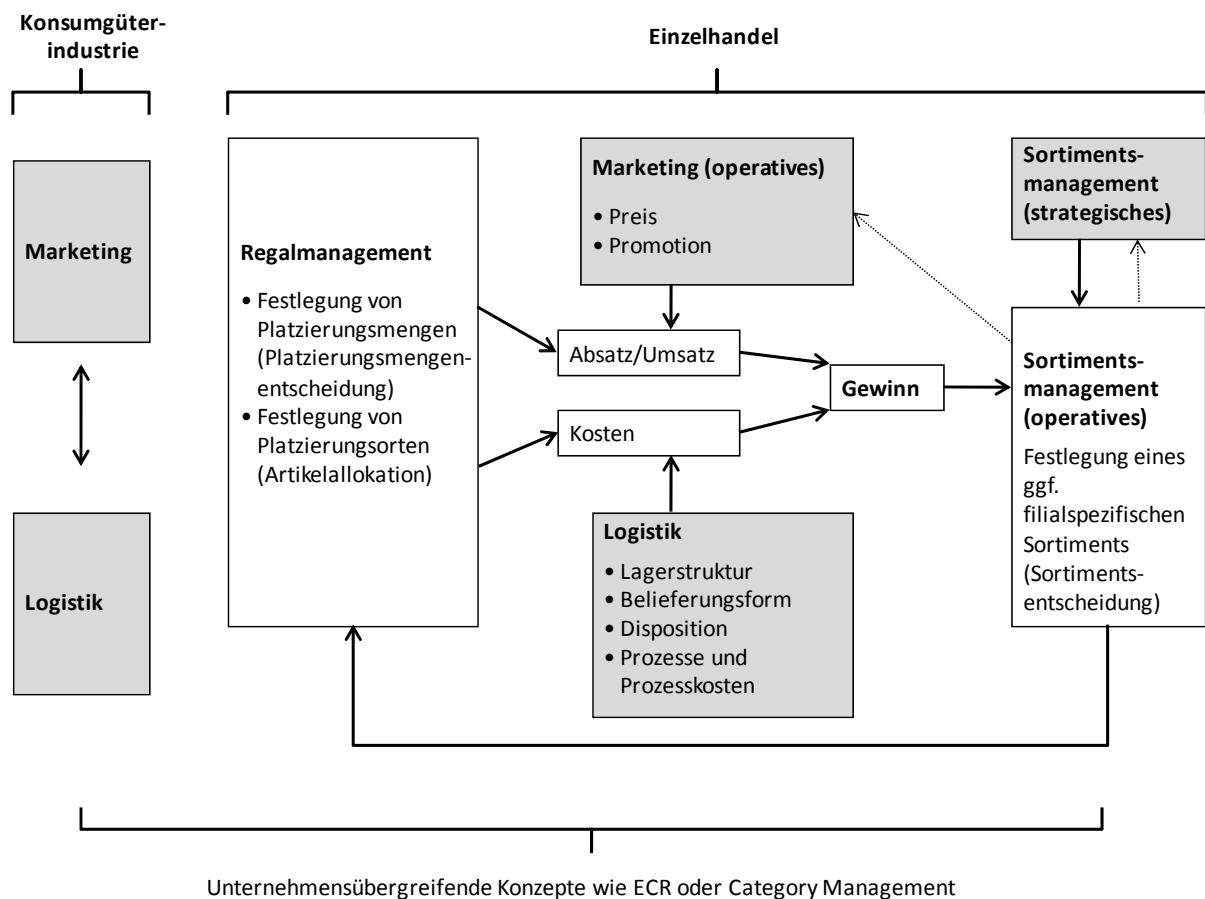 Konsumgüter-
industrie
Einzelhandel
Marketing
Logistik
Regalmanagement
• Festlegung von
Platzierungsmengen
(Platzierungsmengen-
entscheidung)
• Festlegung von
Platzierungsorten
(Artikelallokation)
Marketing (operatives)
• Preis
• Promotion
Absatz/Umsatz
Kosten
Logistik
• Lagerstruktur
• Belieferungsform
• Disposition
• Prozesse und
Prozesskosten
Gewinn
Sortiments-
management
(strategisches)
Sortiments-
management
(operatives)
Festlegung eines
ggf.
filialspezifischen
Sortiments
(Sortiments-
entscheidung)
Unternehmensübergreifende Konzepte wie ECR oder Category Management